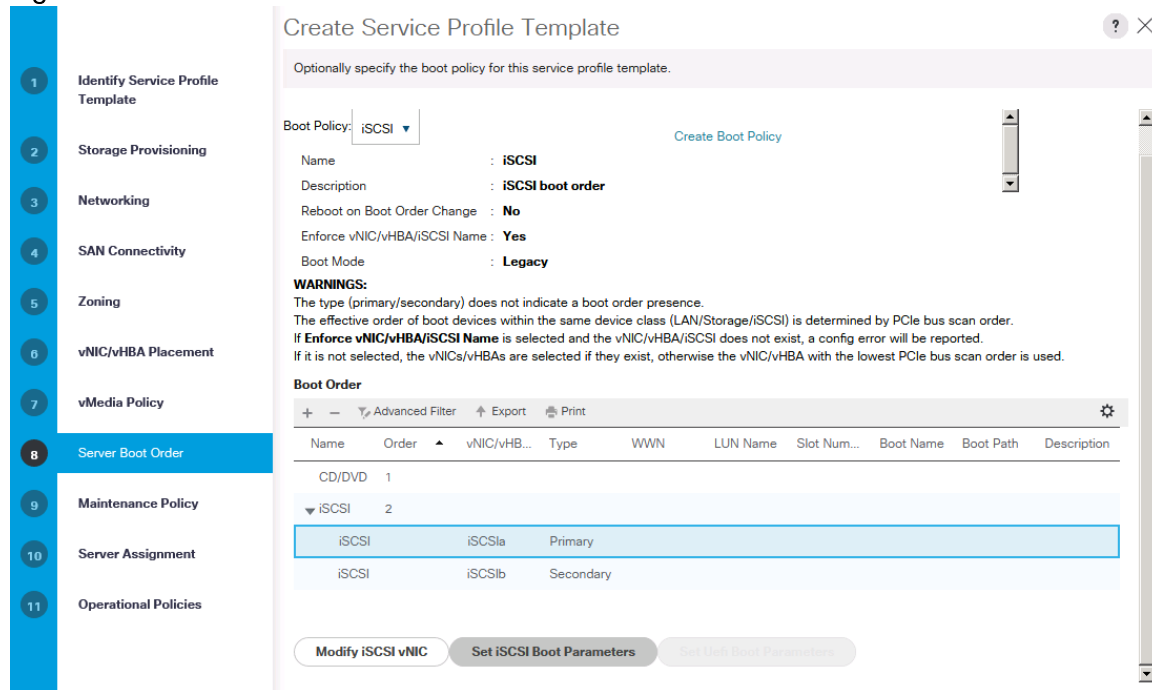 Create Service Profile Template
?
Optionally specify the boot policy for this service profile template.
1 Identify Service Profile
Template
2 Storage Provisioning
3 Networking
4 SAN Connectivity
5 Zoning
6 vNIC/vHBA Placement
7 vMedia Policy
8 Server Boot Order
9 Maintenance Policy
10 Server Assignment
11 Operational Policies
Boot Policy: iSCSI
Create Boot Policy
Name : iSCSI
Description : iSCSI boot order
Reboot on Boot Order Change : No
Enforce vNIC/vHBA/iSCSI Name : Yes
Boot Mode : Legacy
WARNINGS:
The type (primary/secondary) does not indicate a boot order presence.
The effective order of boot devices within the same device class (LAN/Storage/iSCSI) is determined by PCIe bus scan order.
If Enforce vNIC/vHBA/iSCSI Name is selected and the vNIC/vHBA/iSCSI does not exist, a config error will be reported.
If it is not selected, the vNICs/vHBAs are selected if they exist, otherwise the vNIC/vHBA with the lowest PCIe bus scan order is used.
Boot Order
+ − Advanced Filter Export Print
Name Order vNIC/vHB... Type WWN LUN Name Slot Num... Boot Name Boot Path Description
CD/DVD 1
iSCSI 2
iSCSI iSCSIa Primary
iSCSI iSCSIb Secondary
Modify iSCSI vNIC Set iSCSI Boot Parameters Set Uefi Boot Parameters